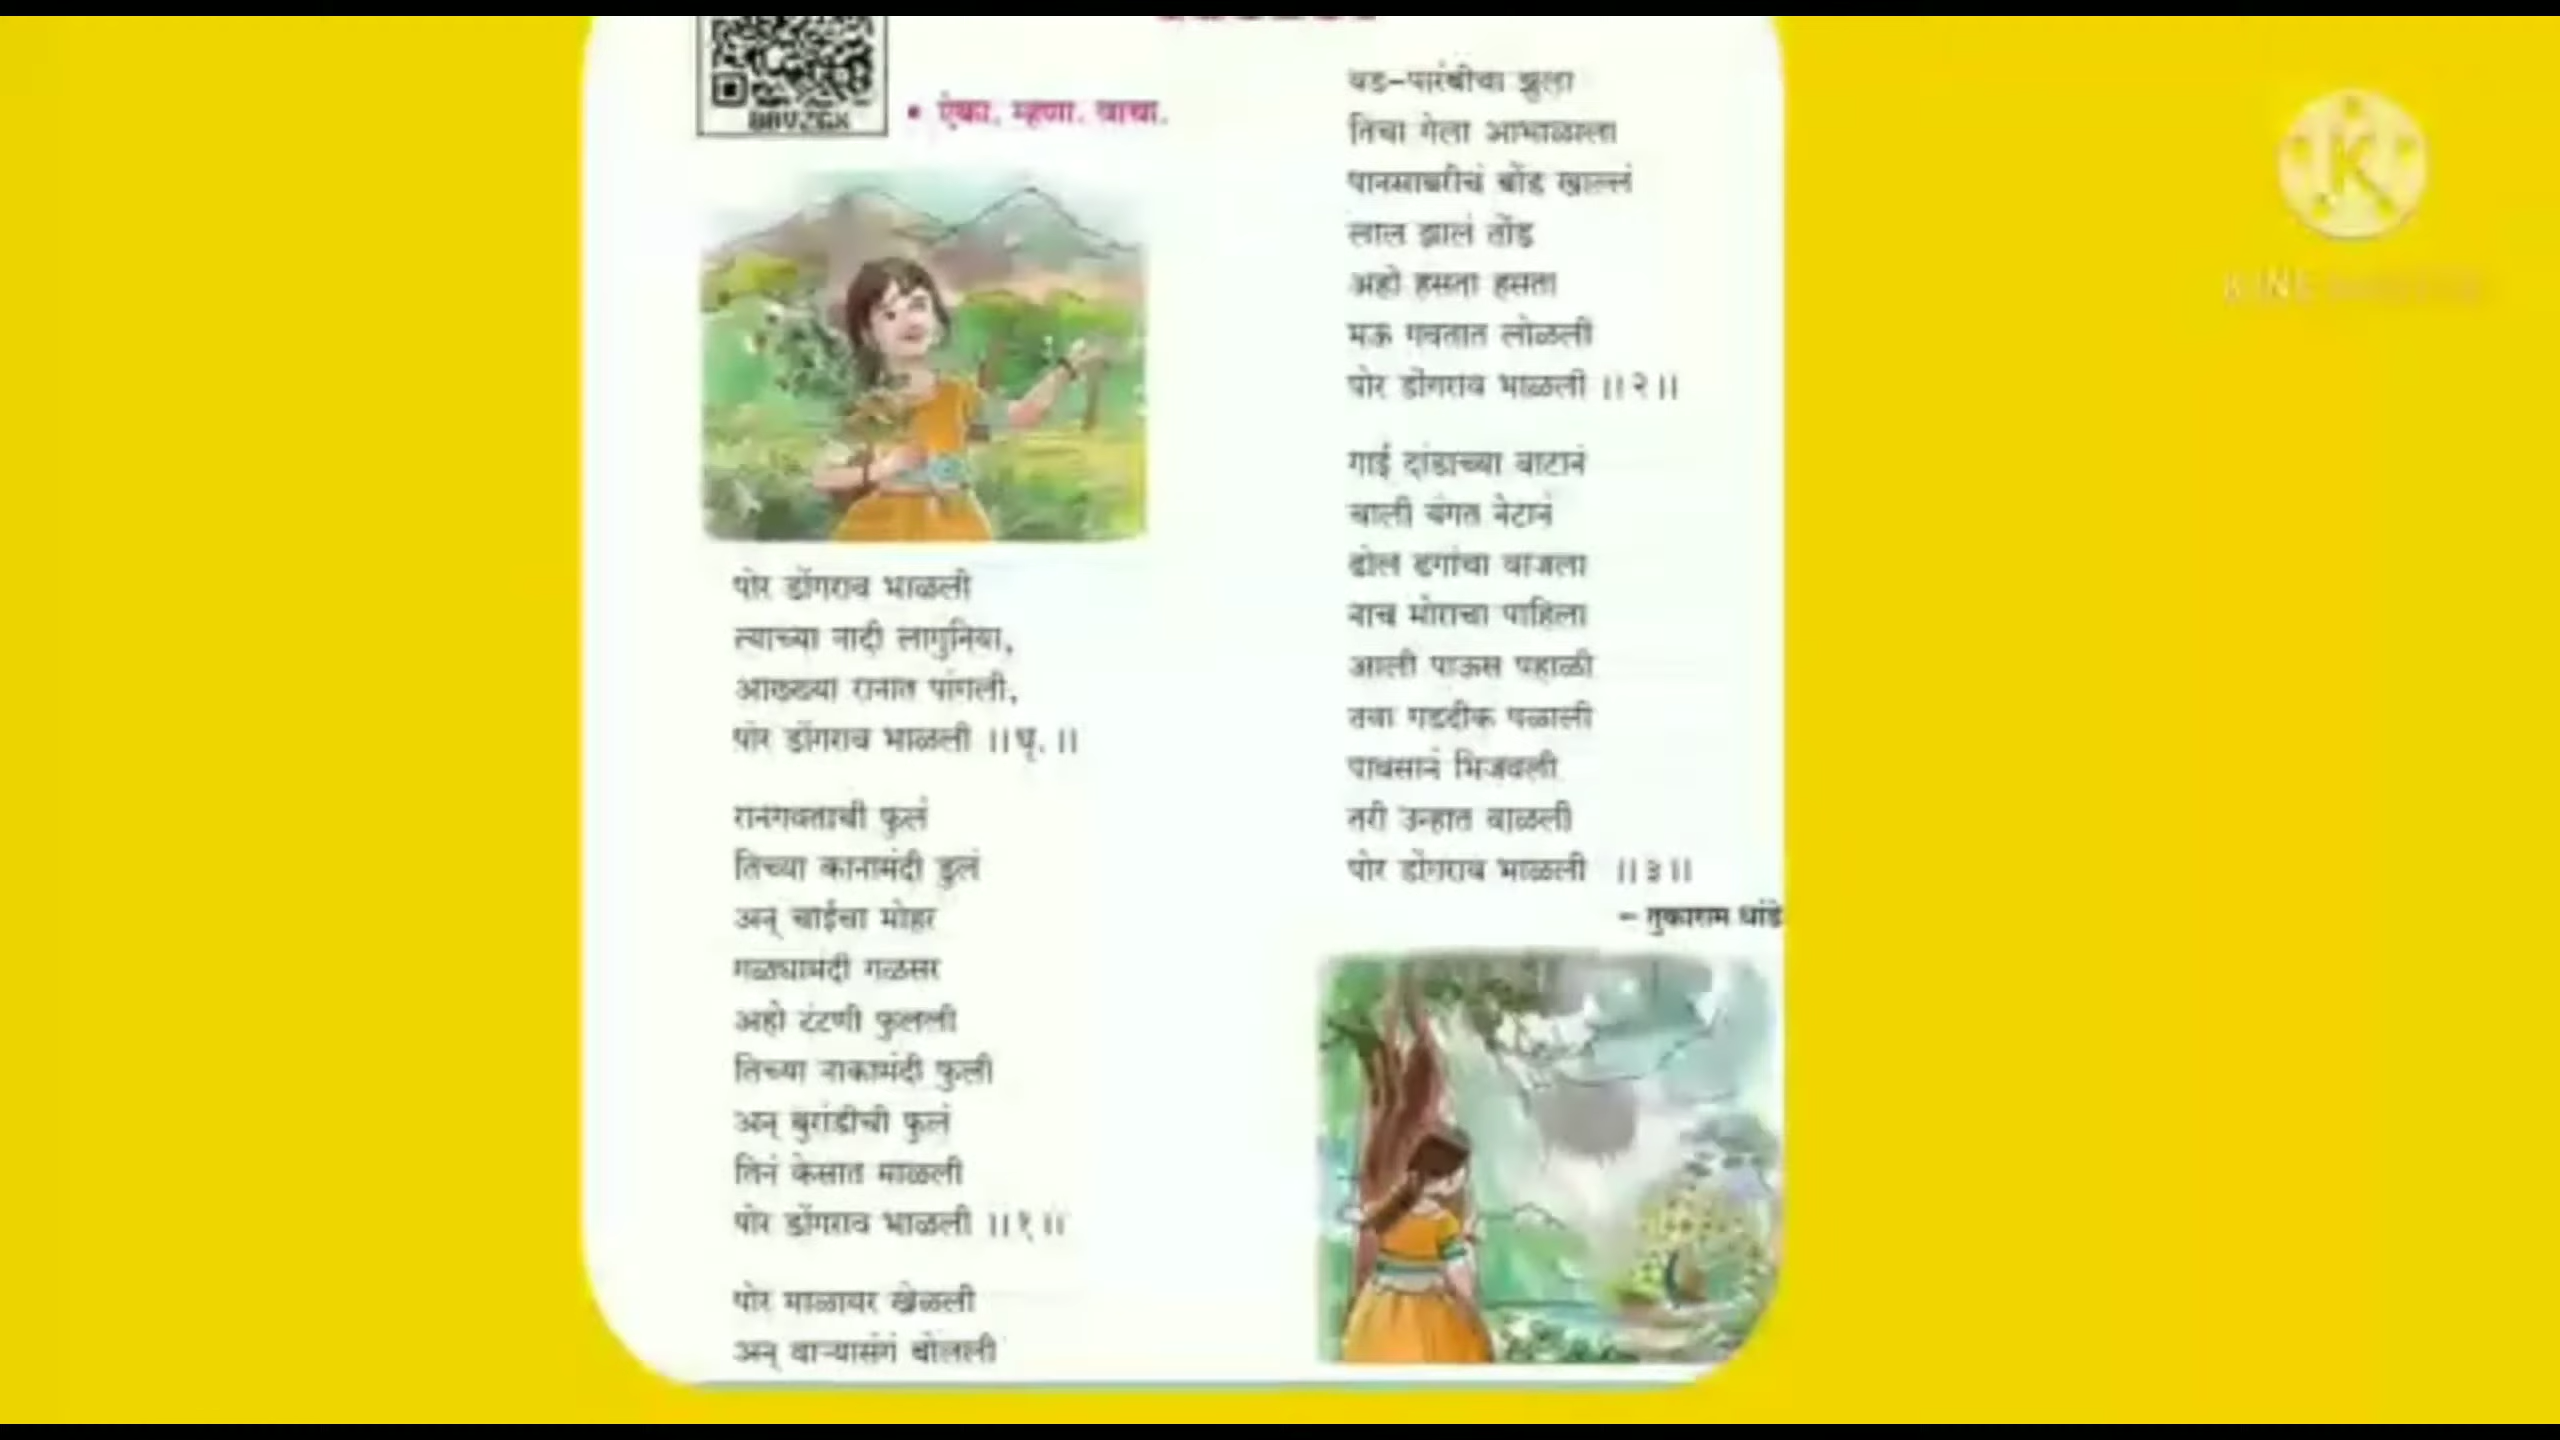 • ऐका. म्हणा. वाचा.
पोर डोंगराव भाळली
त्याच्या नादी लागुनिया,
आख्ख्या रानात पांगली,
पोर डोंगराव भाळली ।।धृ.।।
रानगवताची फुलं
तिच्या कानामंदी डुलं
अन् चाईचा मोहर
गळ्यामंदी गळसर
अहो टंटणी फुलली
तिच्या नाकामंदी फुली
अन् बुरांडीची फुलं
तिनं केसात माळली
पोर डोंगराव भाळली ।।१।।
पोर माळावर खेळली
अन् वाऱ्यासंगं बोलली
वड-पारंबीचा झुला
तिचा गेला आभाळाला
पानसाबरीचं बोंड खाल्लं
लाल झालं तोंड
अहो हसता हसता
मऊ गवतात लोळली
पोर डोंगराव भाळली ।।२।।
गाई दांडाच्या वाटानं
चाली वंगत नेटानं
ढोल ढगांचा वाजला
नाच मोराचा पाहिला
आली पाऊस पहाळी
तवा गडदीक पळाली
पावसानं भिजवली
तरी उन्हात वाळली
पोर डोंगराव भाळली ।।३।।
- तुकाराम धांडे